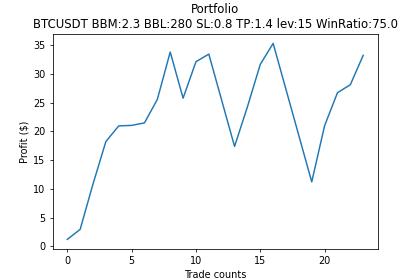 Portfolio
BTCUSDT BBM:2.3 BBL:280 SL:0.8 TP:1.4 lev:15 WinRatio:75.0
35
30
25
20
15
10
5
0
Profit ($)
0 5 10 15 20
Trade counts